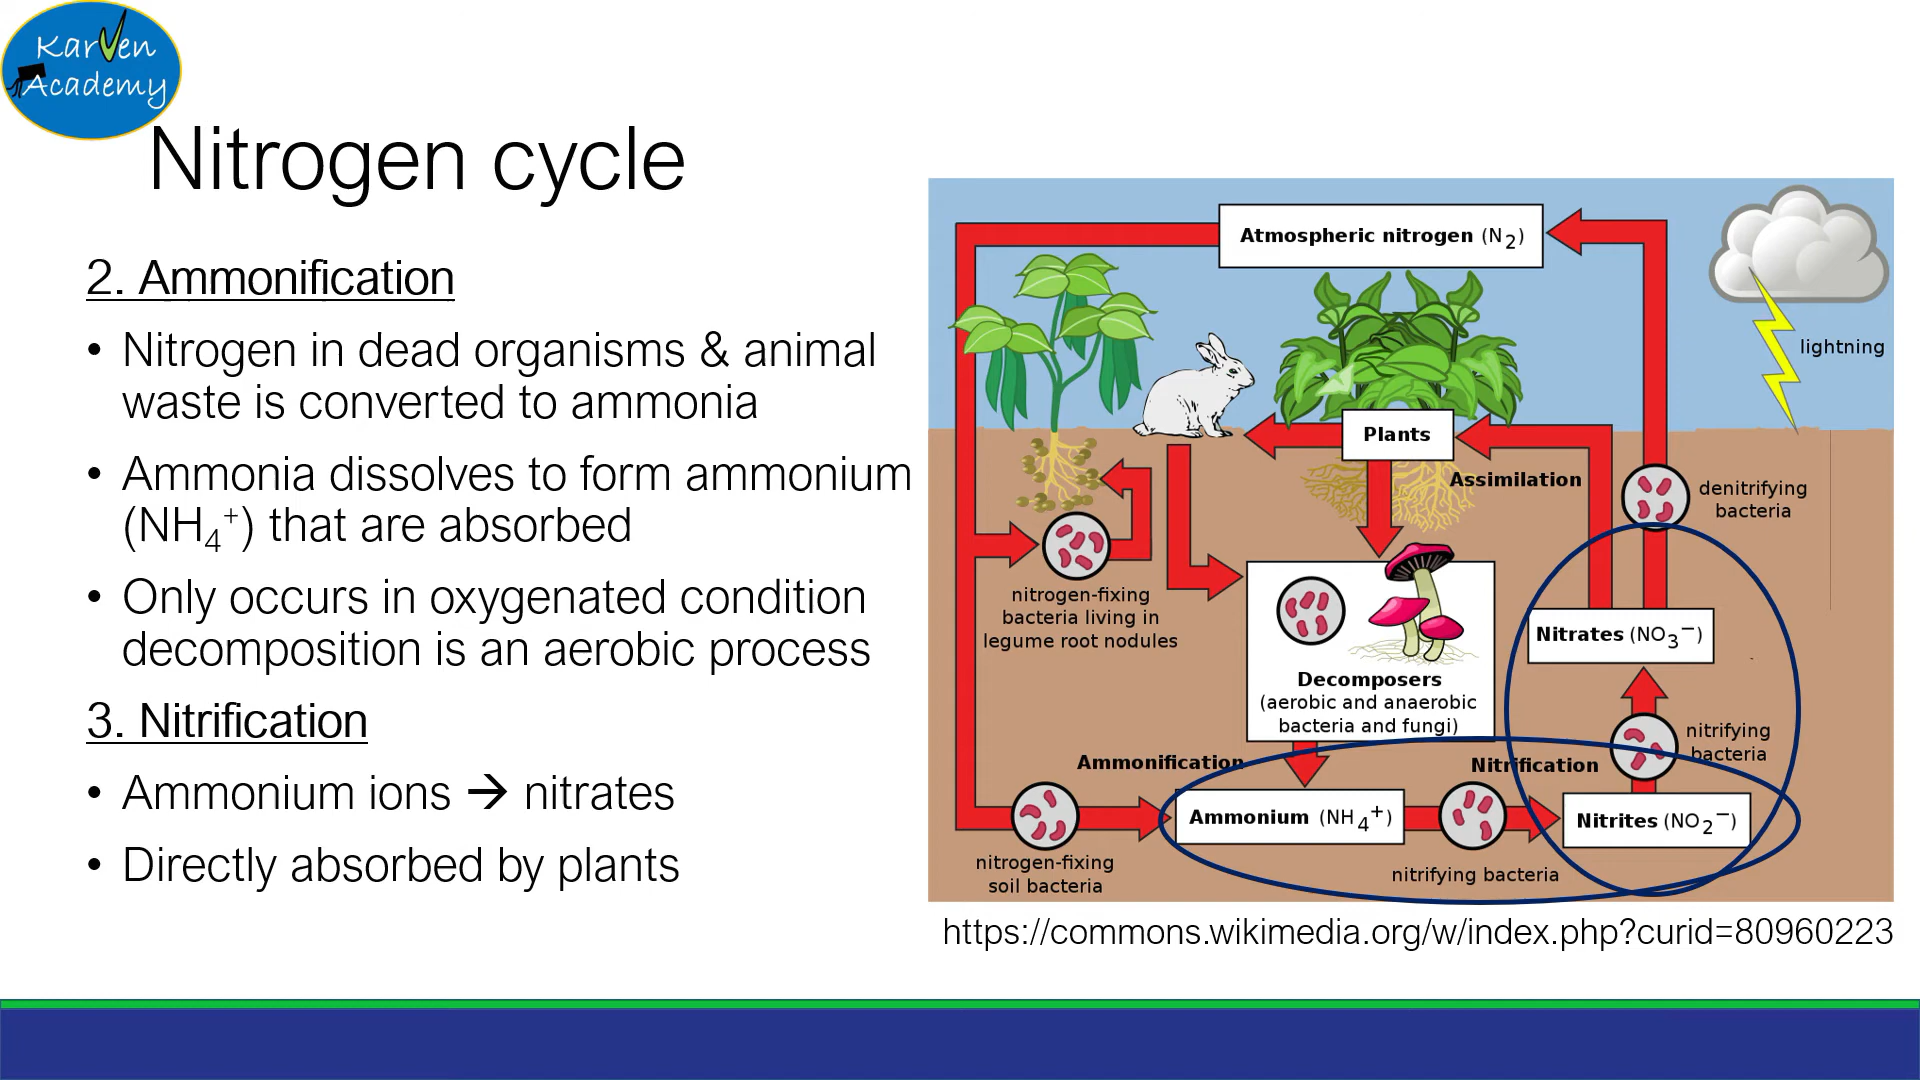 Karven
Academy
Nitrogen cycle
2. Ammonification
• Nitrogen in dead organisms & animal
waste is converted to ammonia
• Ammonia dissolves to form ammonium
(NH₄⁺) that are absorbed
• Only occurs in oxygenated condition
decomposition is an aerobic process
3. Nitrification
• Ammonium ions → nitrates
• Directly absorbed by plants
Atmospheric nitrogen (N₂)
lightning
Plants
Assimilation
denitrifying
bacteria
nitrogen-fixing
bacteria living in
legume root nodules
Nitrates (NO₃⁻)
Decomposers
(aerobic and anaerobic
bacteria and fungi)
nitrifying
bacteria
Ammonification
Nitrification
Ammonium (NH₄⁺)
Nitrites (NO₂⁻)
nitrogen-fixing
soil bacteria
nitrifying bacteria
https://commons.wikimedia.org/w/index.php?curid=80960223